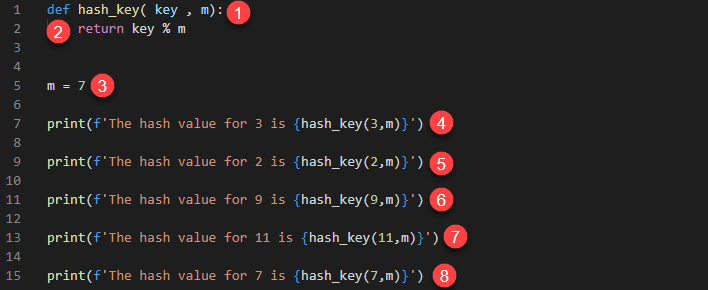 1 def hash_key( key , m): 1
2 2 return key % m
3
4
5 m = 7 3
6
7 print(f'The hash value for 3 is {hash_key(3,m)}') 4
8
9 print(f'The hash value for 2 is {hash_key(2,m)}') 5
10
11 print(f'The hash value for 9 is {hash_key(9,m)}') 6
12
13 print(f'The hash value for 11 is {hash_key(11,m)}') 7
14
15 print(f'The hash value for 7 is {hash_key(7,m)}') 8